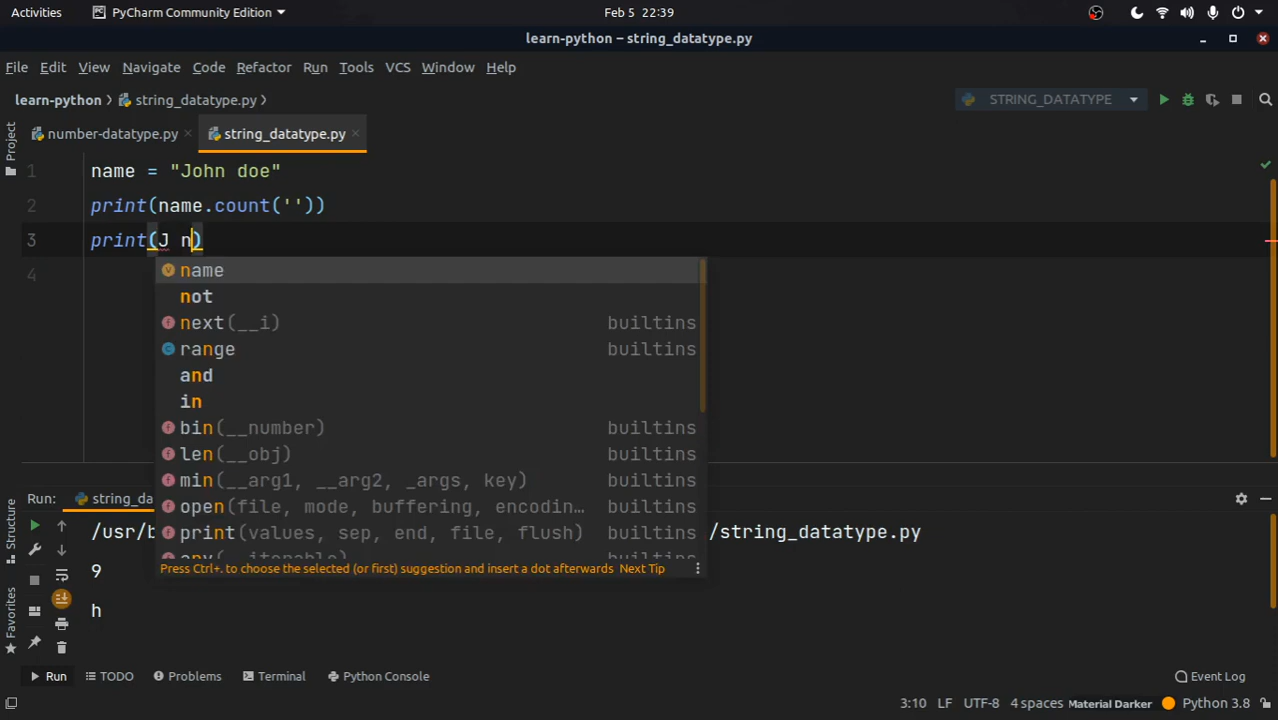 Activities PyCharm Community Edition Feb 5 22:39
learn-python – string_datatype.py
File Edit View Navigate Code Refactor Run Tools VCS Window Help
learn-python string_datatype.py STRING_DATATYPE
Project number-datatype.py string_datatype.py
1 name = "John doe"
2 print(name.count(''))
3 print(J n)
4
name
not
next(__i) builtins
range builtins
and
in
bin(__number) builtins
len(__obj) builtins
min(__arg1, __arg2, _args, key) builtins
open(file, mode, buffering, encodin… builtins
print(values, sep, end, file, flush) builtins
any(__iterable) builtins
Press Ctrl+. to choose the selected (or first) suggestion and insert a dot afterwards Next Tip
Structure
Favorites
Run: string_da
/usr/b /string_datatype.py
9
h
Run TODO Problems Terminal Python Console Event Log
3:10 LF UTF-8 4 spaces Material Darker Python 3.8